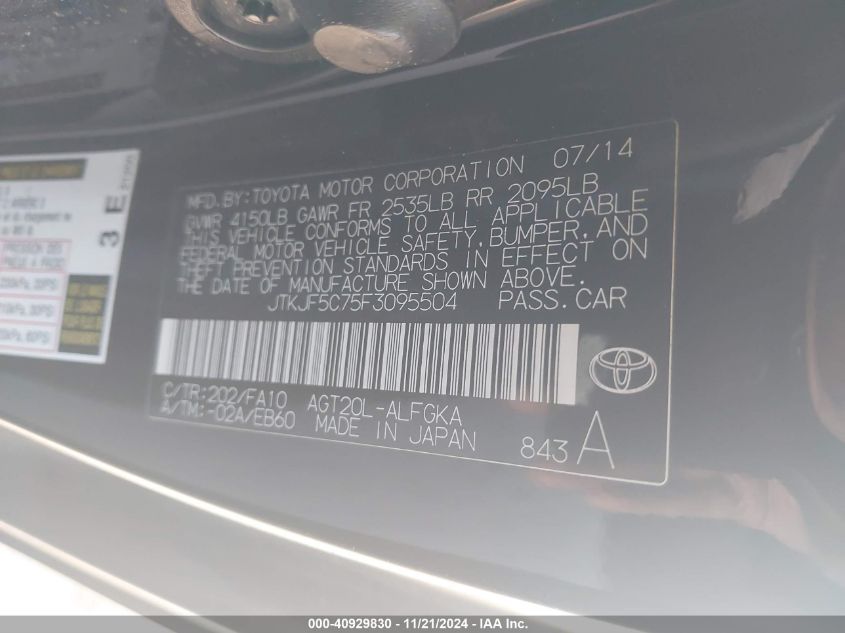 MFD. BY: TOYOTA MOTOR CORPORATION 07/14
GVWR 4150LB GAWR FR 2535LB RR 2095LB
THIS VEHICLE CONFORMS TO ALL APPLICABLE
FEDERAL MOTOR VEHICLE SAFETY, BUMPER, AND
THEFT PREVENTION STANDARDS IN EFFECT ON
THE DATE OF MANUFACTURE SHOWN ABOVE.
JTKJF5C75F3095504 PASS.CAR
C/TR:202/FA10 AGT20L-ALFGKA
A/TM:-02A/EB60 MADE IN JAPAN
843 A
3 E
000-40929830 - 11/21/2024 - IAA Inc.